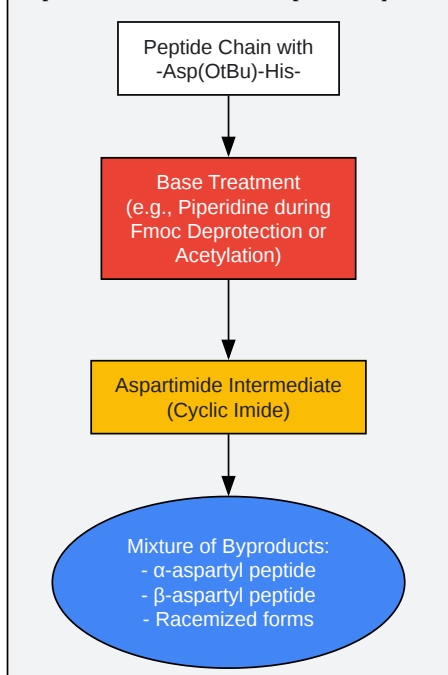 Peptide Chain with
-Asp(OtBu)-His-
Base Treatment
(e.g., Piperidine during
Fmoc Deprotection or
Acetylation)
Aspartimide Intermediate
(Cyclic Imide)
Mixture of Byproducts:
- α-aspartyl peptide
- β-aspartyl peptide
- Racemized forms